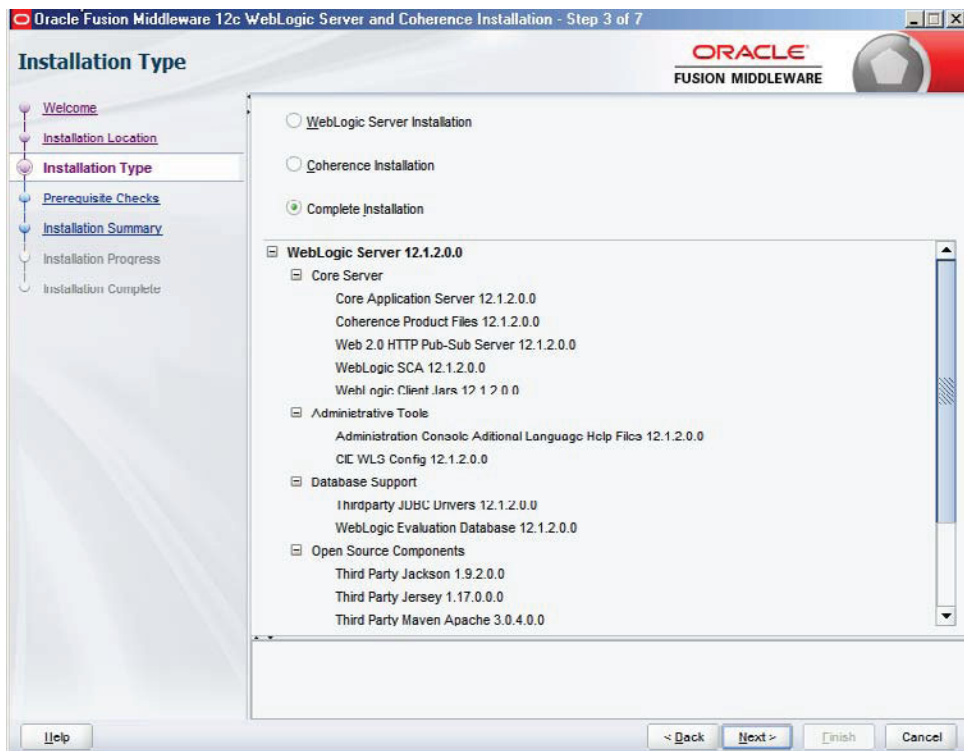 Oracle Fusion Middleware 12c WebLogic Server and Coherence Installation - Step 3 of 7
Installation Type
ORACLE
FUSION MIDDLEWARE
Welcome
Installation Location
Installation Type
Prerequisite Checks
Installation Summary
Installation Progress
Installation Complete
WebLogic Server Installation
Coherence Installation
Complete Installation
WebLogic Server 12.1.2.0.0
Core Server
Core Application Server 12.1.2.0.0
Coherence Product Files 12.1.2.0.0
Web 2.0 HTTP Pub-Sub Server 12.1.2.0.0
WebLogic SCA 12.1.2.0.0
WebLogic Client Jars 12.1.2.0.0
Administrative Tools
Administration Console Aditional Language Help Files 12.1.2.0.0
CIE WLS Config 12.1.2.0.0
Database Support
Thirdparty JDBC Drivers 12.1.2.0.0
WebLogic Evaluation Database 12.1.2.0.0
Open Source Components
Third Party Jackson 1.9.2.0.0
Third Party Jersey 1.17.0.0.0
Third Party Maven Apache 3.0.4.0.0
Help
< Back
Next >
Finish
Cancel